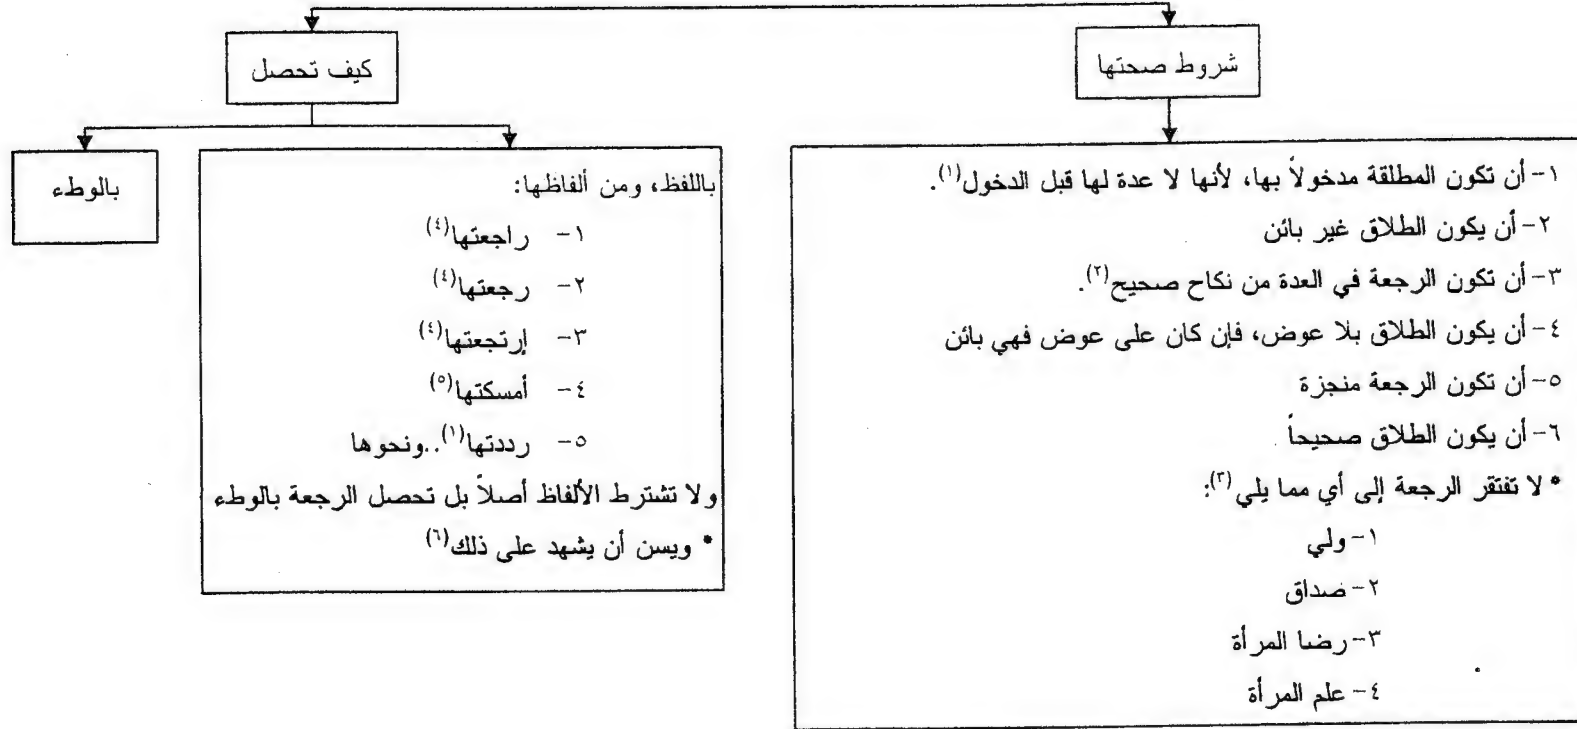 شروط صحتها
١- أن تكون المطلقة مدخولاً بها، لأنها لا عدة لها قبل الدخول(١).
٢- أن يكون الطلاق غير بائن
٣- أن تكون الرجعة في العدة من نكاح صحيح(٢).
٤- أن يكون الطلاق بلا عوض، فإن كان على عوض فهي بائن
٥- أن تكون الرجعة منجزة
٦- أن يكون الطلاق صحيحاً
* لا تفتقر الرجعة إلى أي مما يلي(٣):
١- ولي
٢- صداق
٣- رضا المرأة
٤- علم المرأة
كيف تحصل
باللفظ، ومن ألفاظها:
١- راجعتها(٤)
٢- رجعتها(٤)
٣- إرتجعتها(٤)
٤- أمسكتها(٥)
٥- رددتها(١)..ونحوها
ولا تشترط الألفاظ أصلاً بل تحصل الرجعة بالوطء
* ويسن أن يشهد على ذلك(٦)
بالوطء